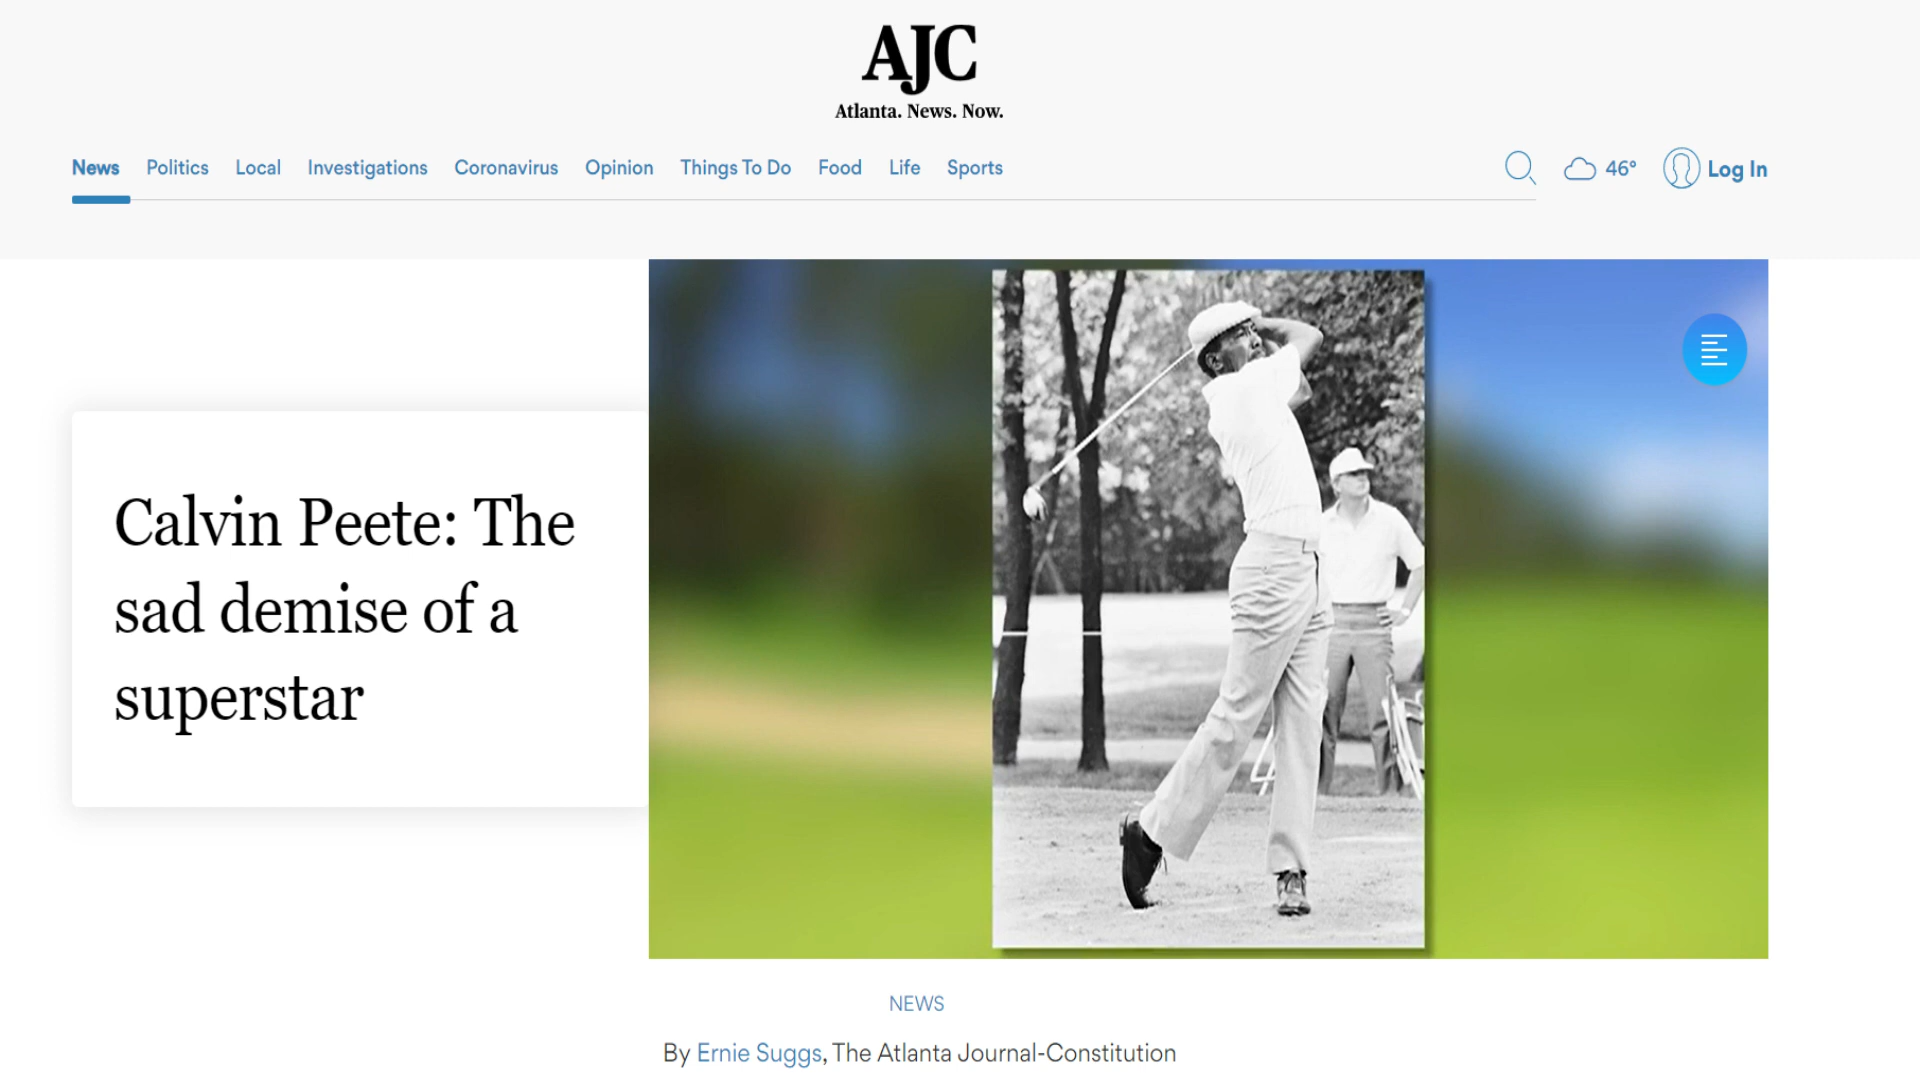 AJC
Atlanta. News. Now.
News Politics Local Investigations Coronavirus Opinion Things To Do Food Life Sports 46° Log In
Calvin Peete: The
sad demise of a
superstar
NEWS
By Ernie Suggs, The Atlanta Journal-Constitution